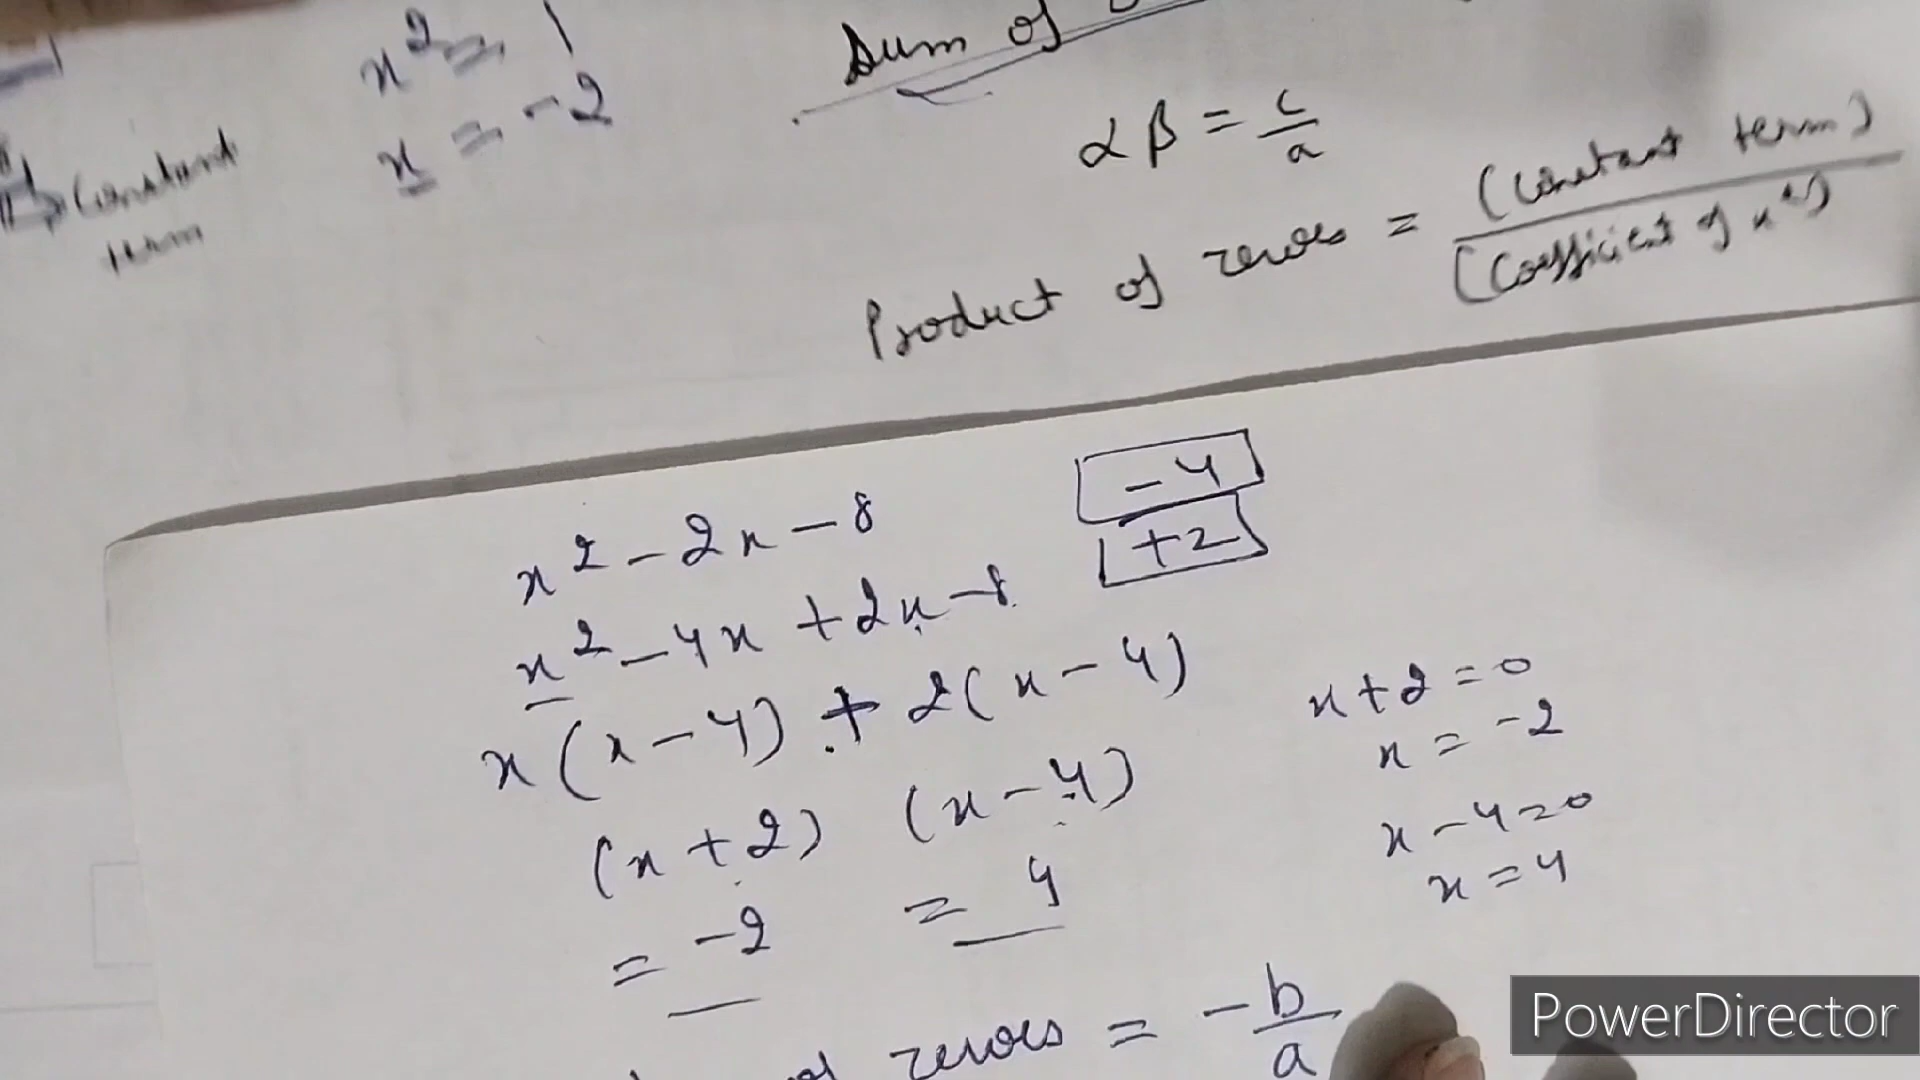 x² = 1
x = -2
Constant
term
Sum of
αβ = c/a
Product of zeroes = (Constant term) / (Coefficient of x²)
x² - 2x - 8
-4
+2
x² - 4x + 2x - 8
x(x - 4) + 2(x - 4)
(x + 2) (x - 4)
= -2 = 4
x + 2 = 0
x = -2
x - 4 = 0
x = 4
of zeroes = -b/a
PowerDirector